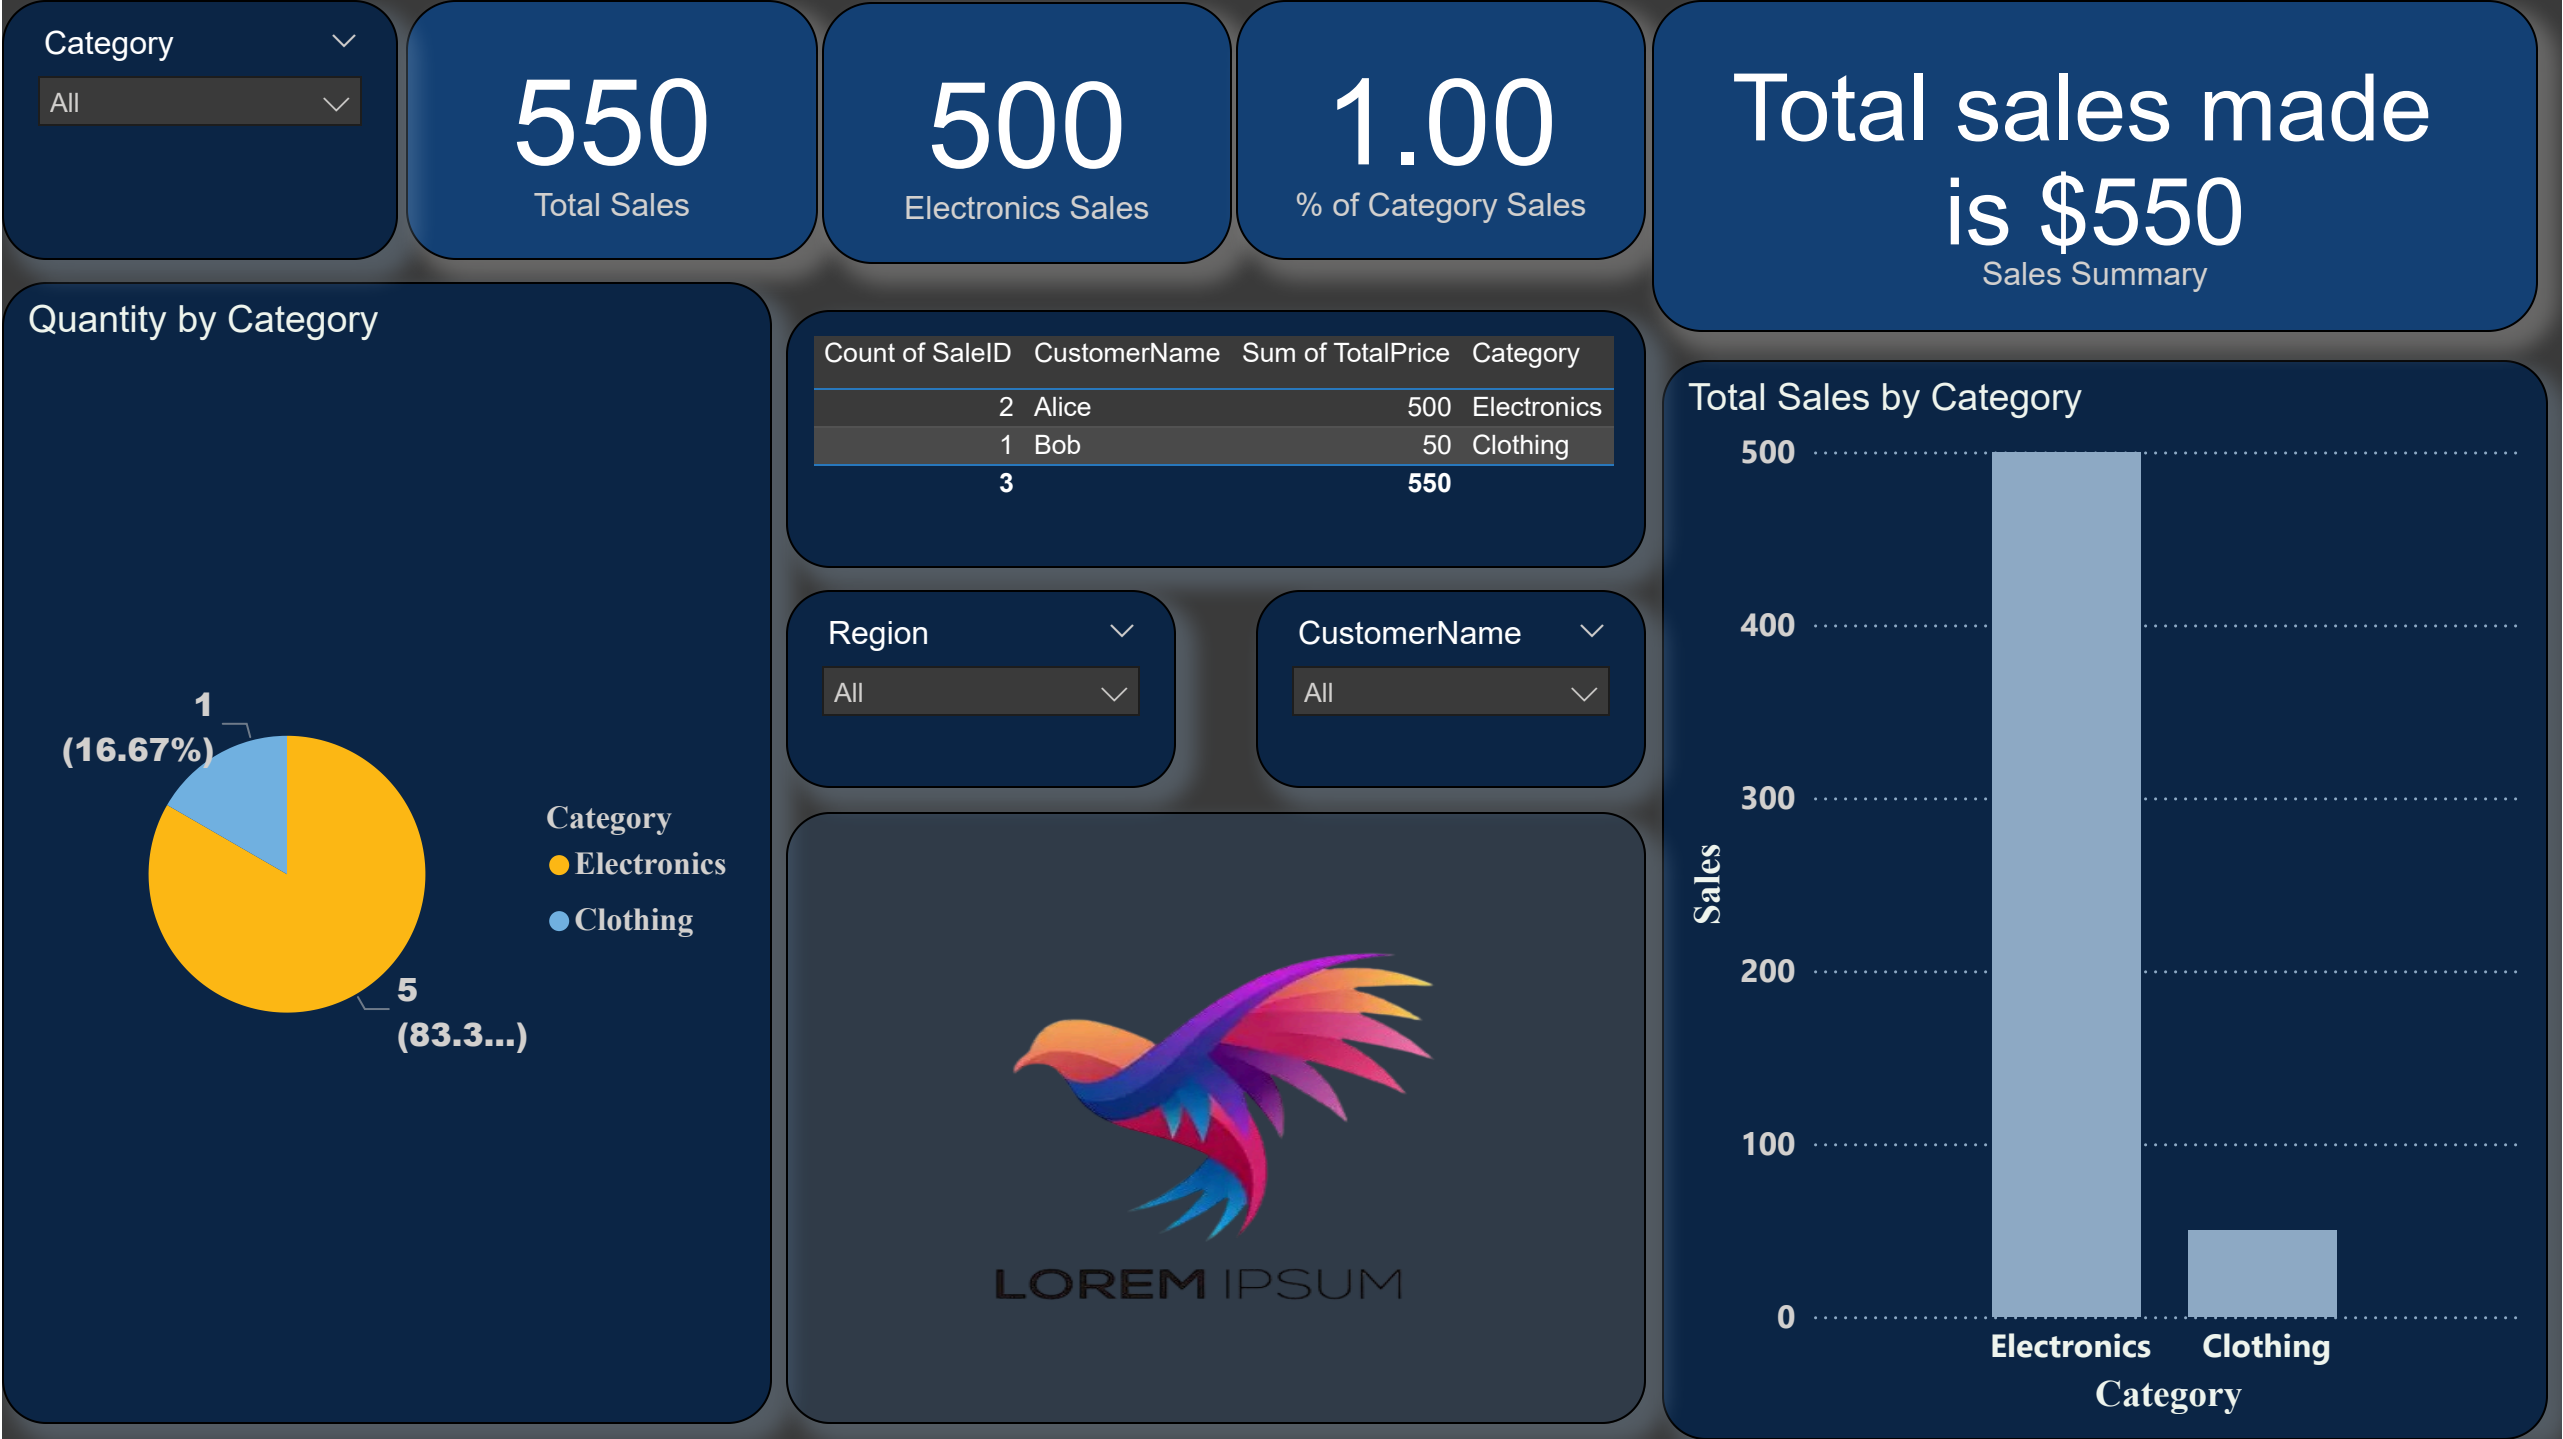 Category
All
550
Total Sales
500
Electronics Sales
1.00
% of Category Sales
Total sales made
is $550
Sales Summary
Quantity by Category
1
(16.67%)
5
(83.3...)
Category
Electronics
Clothing
Count of SaleID CustomerName Sum of TotalPrice Category
2 Alice 500 Electronics
1 Bob 50 Clothing
3 550
Region
All
CustomerName
All
LOREM IPSUM
Total Sales by Category
500
400
300
200
100
0
Sales
Electronics Clothing
Category